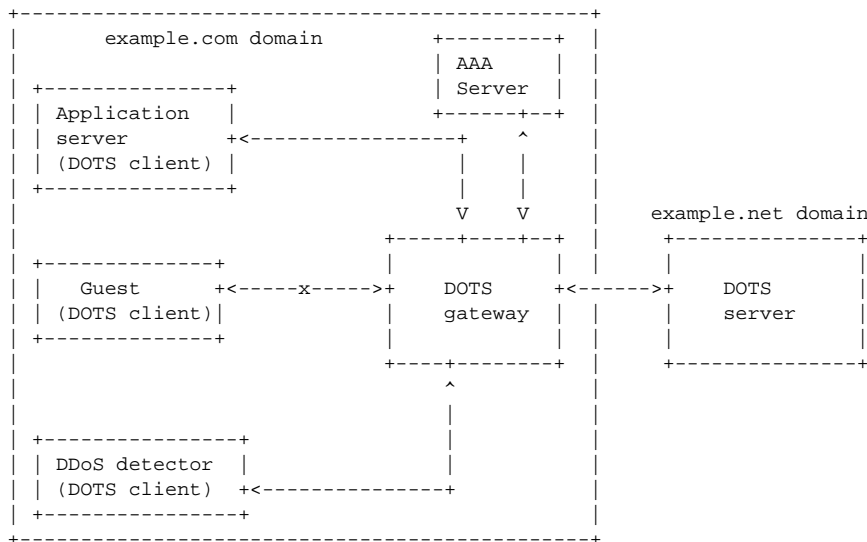 example.com domain
AAA
Server
Application
server
(DOTS client)
example.net domain
Guest
(DOTS client)
x
DOTS
gateway
DOTS
server
DDoS detector
(DOTS client)